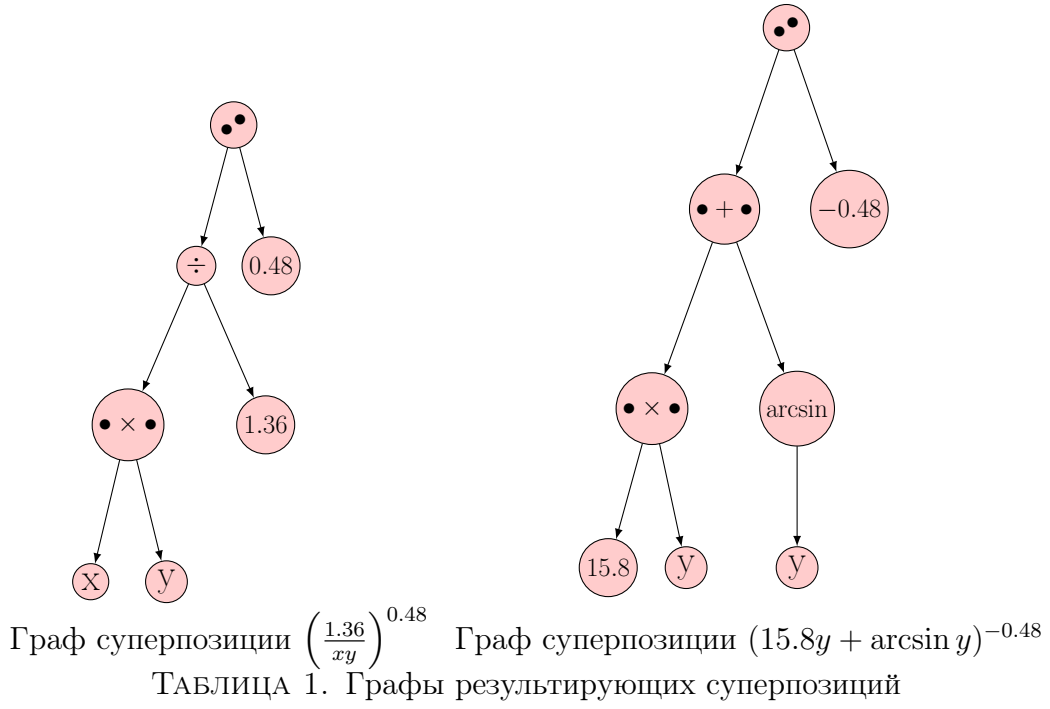 ••
• + •
−0.48
÷
0.48
• × •
1.36
• × •
arcsin
x
y
15.8
y
y
Граф суперпозиции (1.36/xy)^0.48
Граф суперпозиции (15.8y + arcsin y)^−0.48
Таблица 1. Графы результирующих суперпозиций